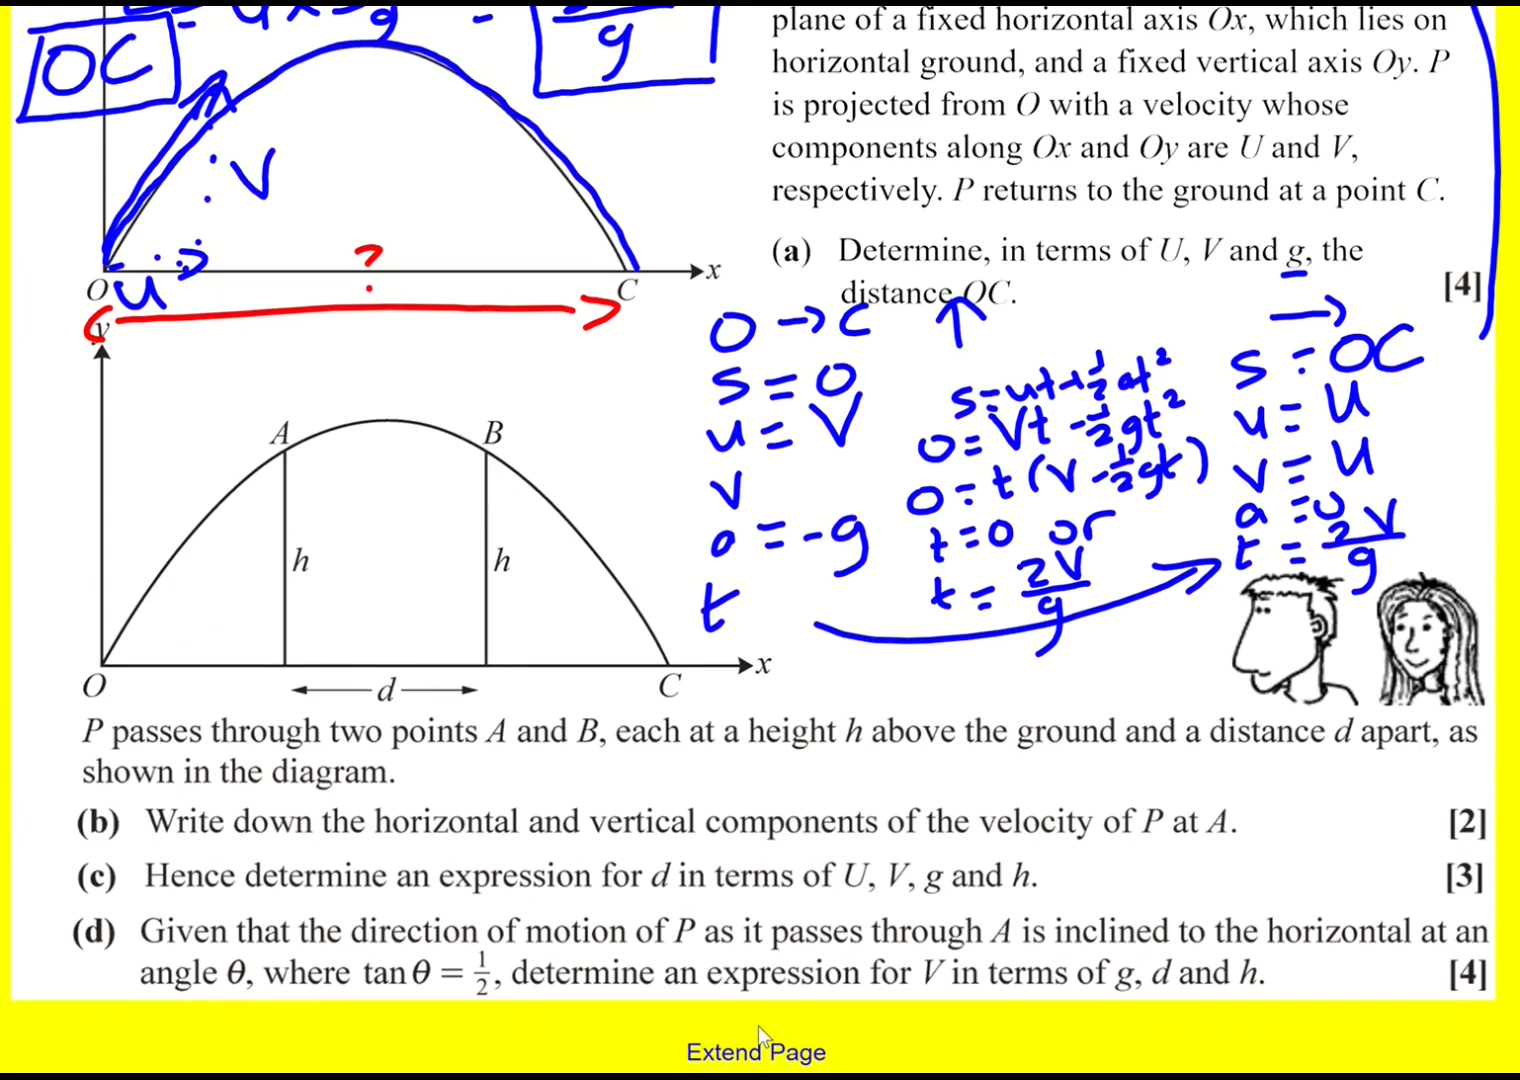 plane of a fixed horizontal axis Ox, which lies on
horizontal ground, and a fixed vertical axis Oy. P
is projected from O with a velocity whose
components along Ox and Oy are U and V,
respectively. P returns to the ground at a point C.
(a) Determine, in terms of U, V and g, the
distance OC. [4]
OC
g
V
U
?
O C x
O → C ↑
s = 0
u = V
v
a = -g
t
s = ut + ½at²
0 = Vt - ½gt²
0 = t(V - ½gt)
t = 0 or
t = 2V/g
→
s = OC
u = U
v = U
a = 0
t = 2V/g
y
A B
h h
O d C x
P passes through two points A and B, each at a height h above the ground and a distance d apart, as
shown in the diagram.
(b) Write down the horizontal and vertical components of the velocity of P at A. [2]
(c) Hence determine an expression for d in terms of U, V, g and h. [3]
(d) Given that the direction of motion of P as it passes through A is inclined to the horizontal at an
angle θ, where tan θ = ½, determine an expression for V in terms of g, d and h. [4]
Extend Page